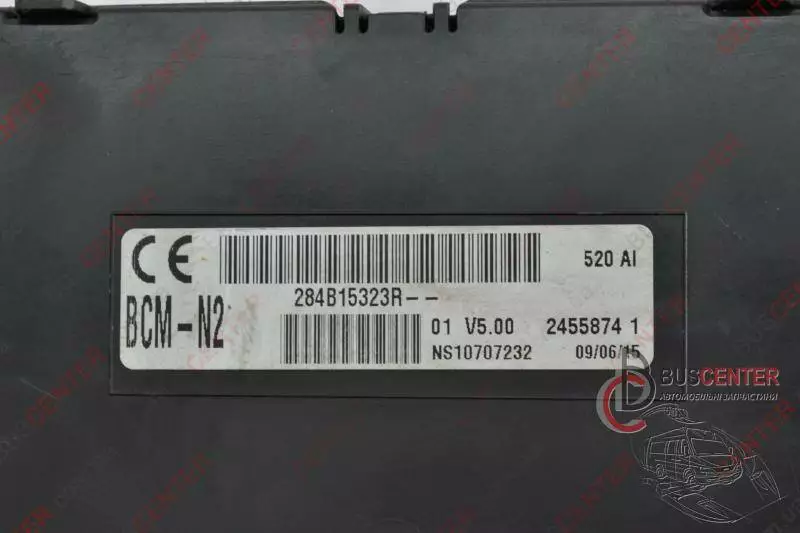 CE
520 AI
284B15323R--
BCM-N2
01 V5.00 2455874 1
NS10707232 09/06/15
BUSCENTER
АВТОМОБІЛЬНІ ЗАПЧАСТИНИ